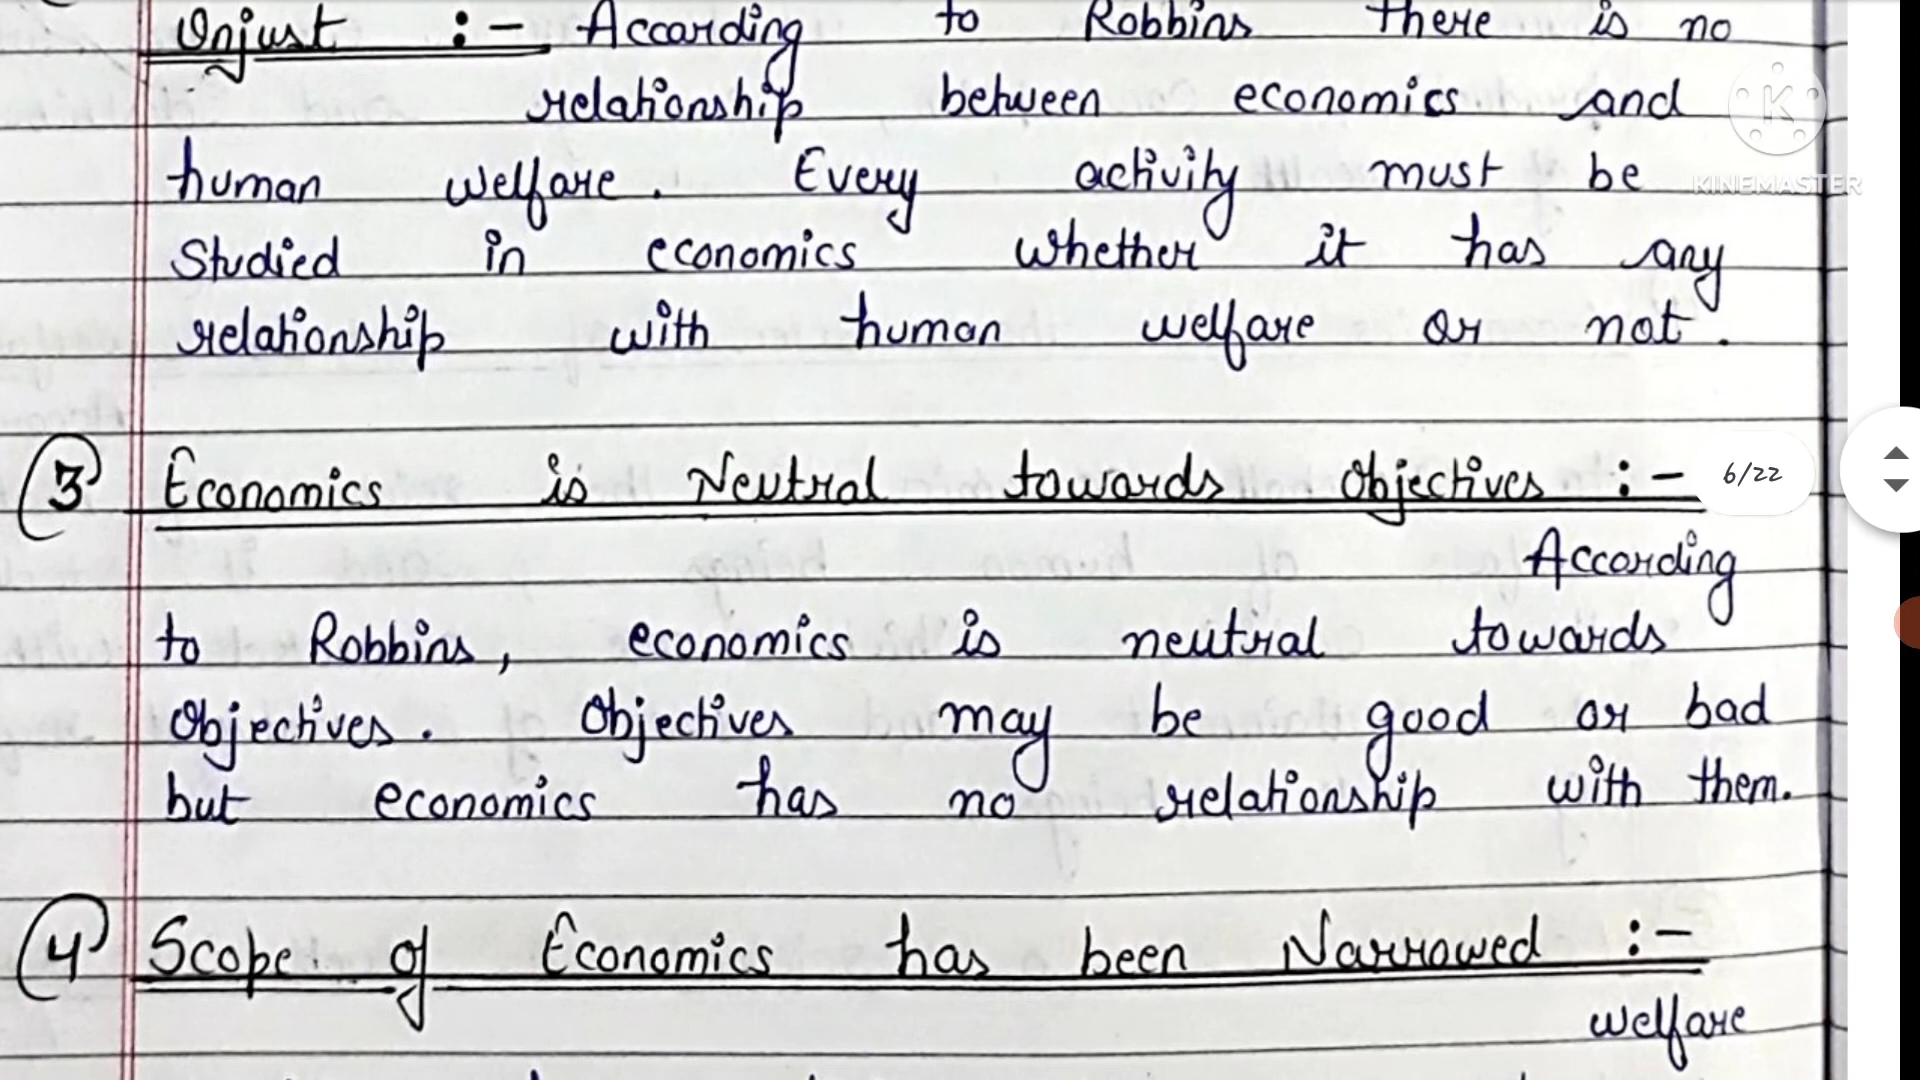 Unjust :- According to Robbins there is no
relationship between economics and
human welfare. Every activity must be
Studied in economics whether it has any
relationship with human welfare or not.
3 Economics is Neutral towards Objectives :-
According
to Robbins, economics is neutral towards
Objectives. Objectives may be good or bad
but economics has no relationship with them.
4 Scope of Economics has been Narrowed :-
welfare
K
KINEMASTER
6/22